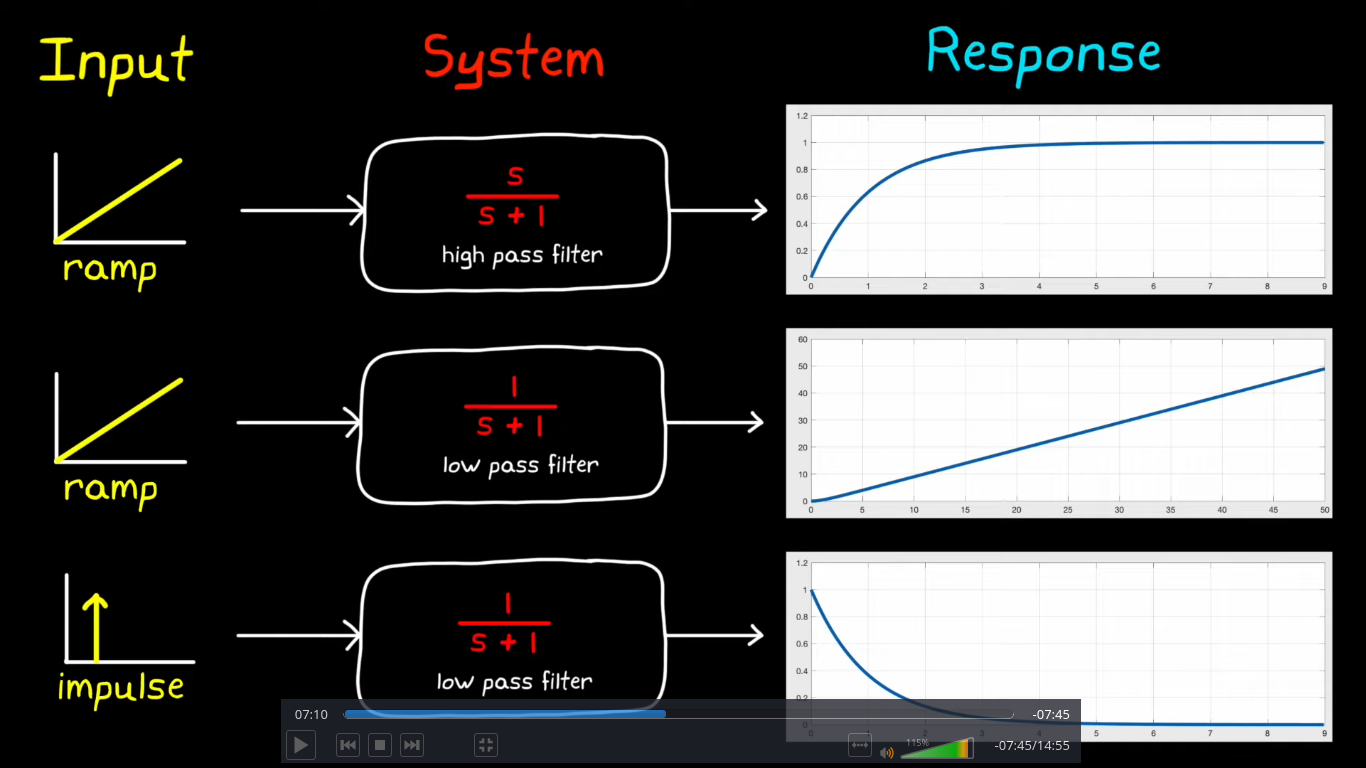 Input
System
Response
s
s + 1
high pass filter
ramp
1.2
1
0.8
0.6
0.4
0.2
0
0 1 2 3 4 5 6 7 8 9
1
s + 1
low pass filter
ramp
60
50
40
30
20
10
0
0 5 10 15 20 25 30 35 40 45 50
1
s + 1
low pass filter
impulse
1.2
1
0.8
0.6
0.4
0.2
0
0 1 2 3 4 5 6 7 8 9
07:10
-07:45
115%
-07:45/14:55